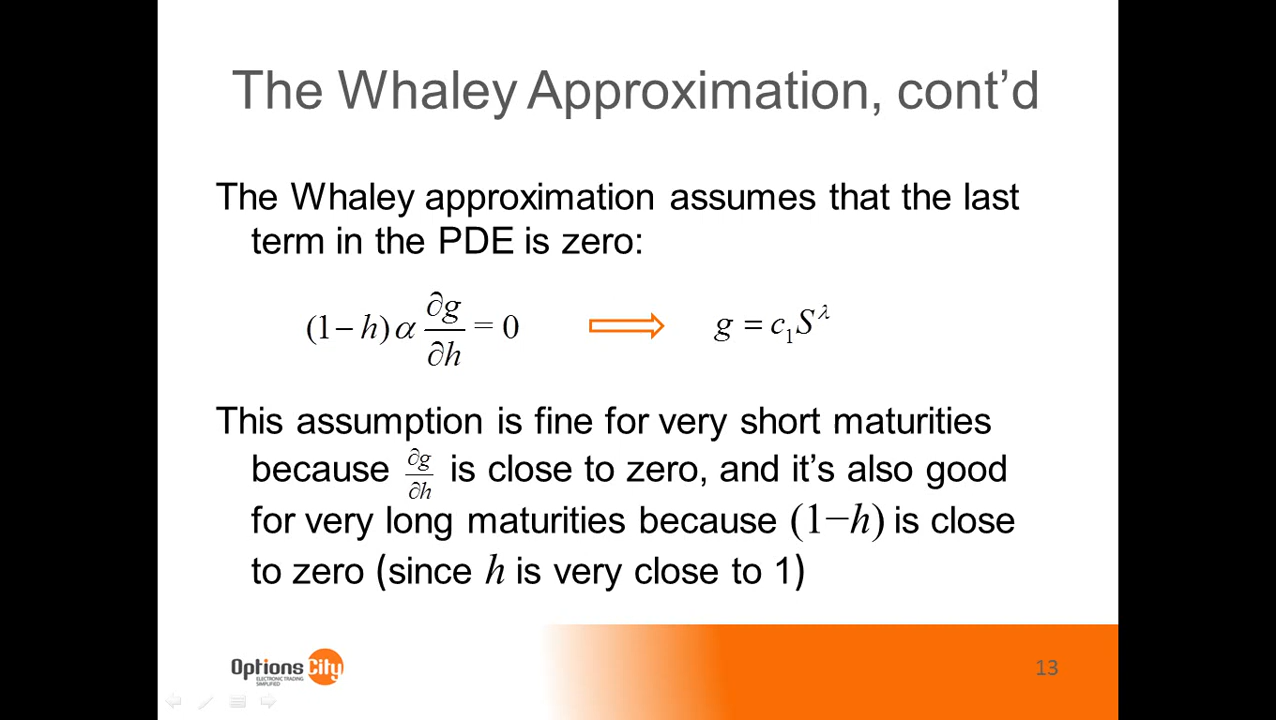 The Whaley Approximation, cont’d
The Whaley approximation assumes that the last
term in the PDE is zero:
(1− h)α ∂g/∂h = 0 ⟹ g = c₁S^λ
This assumption is fine for very short maturities
because ∂g/∂h is close to zero, and it’s also good
for very long maturities because (1−h) is close
to zero (since h is very close to 1)
OptionsCity
ELECTRONIC TRADING
SIMPLIFIED
13